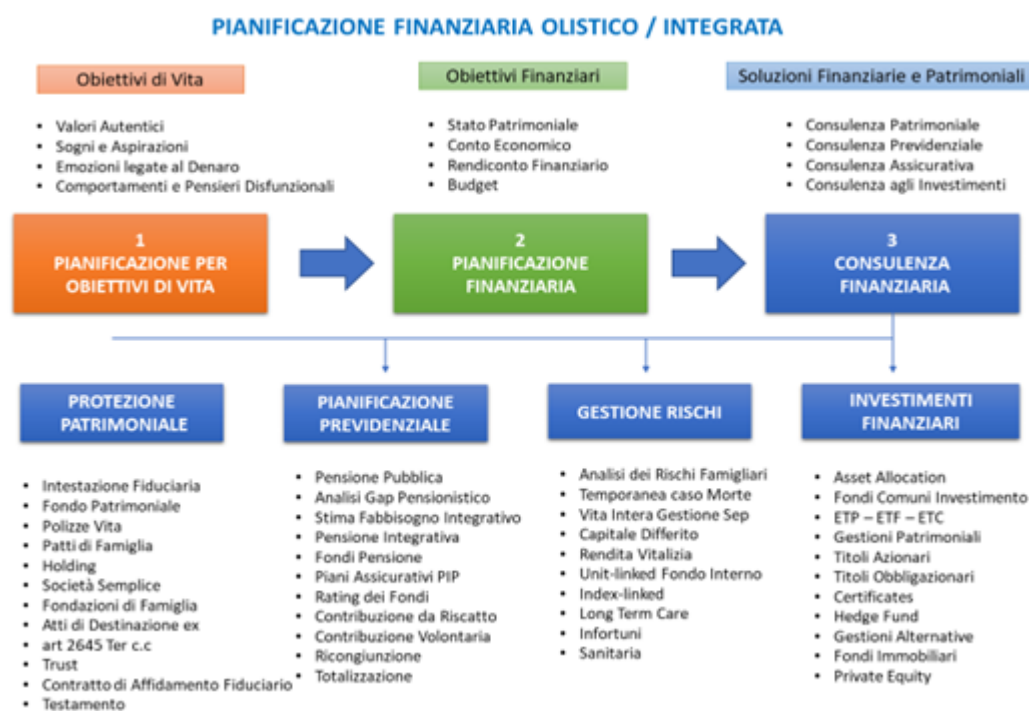 PIANIFICAZIONE FINANZIARIA OLISTICO / INTEGRATA
Obiettivi di Vita
• Valori Autentici
• Sogni e Aspirazioni
• Emozioni legate al Denaro
• Comportamenti e Pensieri Disfunzionali
Obiettivi Finanziari
• Stato Patrimoniale
• Conto Economico
• Rendiconto Finanziario
• Budget
Soluzioni Finanziarie e Patrimoniali
• Consulenza Patrimoniale
• Consulenza Previdenziale
• Consulenza Assicurativa
• Consulenza agli Investimenti
1
PIANIFICAZIONE PER
OBIETTIVI DI VITA
2
PIANIFICAZIONE
FINANZIARIA
3
CONSULENZA
FINANZIARIA
PROTEZIONE
PATRIMONIALE
• Intestazione Fiduciaria
• Fondo Patrimoniale
• Polizze Vita
• Patti di Famiglia
• Holding
• Società Semplice
• Fondazioni di Famiglia
• Atti di Destinazione ex
• art 2645 Ter c.c
• Trust
• Contratto di Affidamento Fiduciario
• Testamento
PIANIFICAZIONE
PREVIDENZIALE
• Pensione Pubblica
• Analisi Gap Pensionistico
• Stima Fabbisogno Integrativo
• Pensione Integrativa
• Fondi Pensione
• Piani Assicurativi PIP
• Rating dei Fondi
• Contribuzione da Riscatto
• Contribuzione Volontaria
• Ricongiunzione
• Totalizzazione
GESTIONE RISCHI
• Analisi dei Rischi Famigliari
• Temporanea caso Morte
• Vita Intera Gestione Sep
• Capitale Differito
• Rendita Vitalizia
• Unit-linked Fondo Interno
• Index-linked
• Long Term Care
• Infortuni
• Sanitaria
INVESTIMENTI
FINANZIARI
• Asset Allocation
• Fondi Comuni Investimento
• ETP – ETF – ETC
• Gestioni Patrimoniali
• Titoli Azionari
• Titoli Obbligazionari
• Certificates
• Hedge Fund
• Gestioni Alternative
• Fondi Immobiliari
• Private Equity